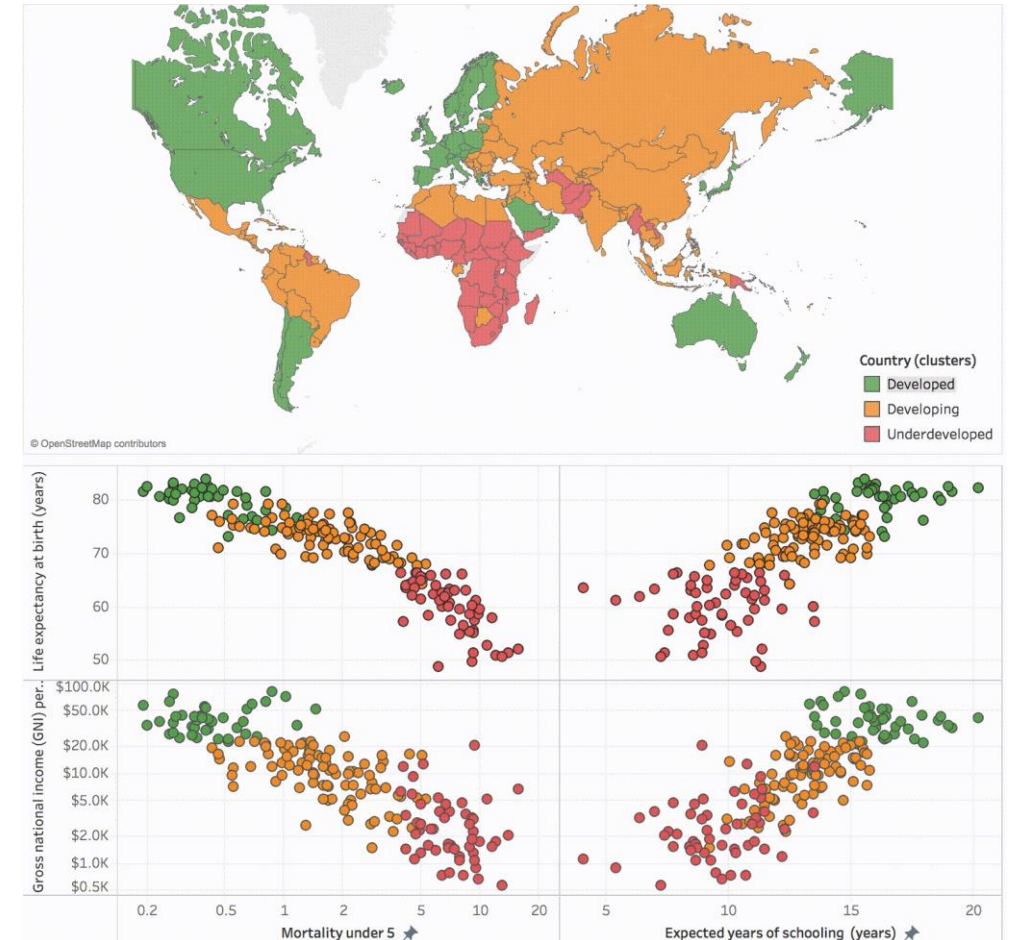 Country (clusters)
Developed
Developing
Underdeveloped
© OpenStreetMap contributors
Life expectancy at birth (years)
80
70
60
50
Gross national income (GNI) per..
$100.0K
$50.0K
$20.0K
$10.0K
$5.0K
$2.0K
$1.0K
$0.5K
0.2 0.5 1 2 5 10 20
5 10 15 20
Mortality under 5
Expected years of schooling (years)